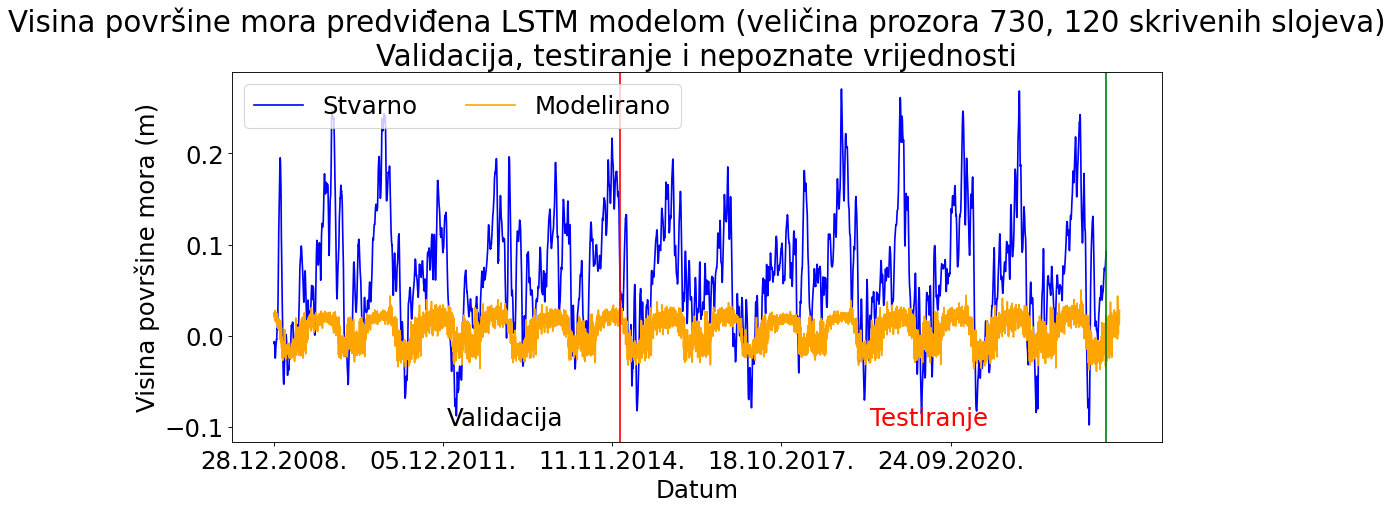 Visina površine mora predviđena LSTM modelom (veličina prozora 730, 120 skrivenih slojeva)
Validacija, testiranje i nepoznate vrijednosti
Stvarno Modelirano
Visina površine mora (m)
0.2
0.1
0.0
−0.1
Validacija Testiranje
28.12.2008. 05.12.2011. 11.11.2014. 18.10.2017. 24.09.2020.
Datum